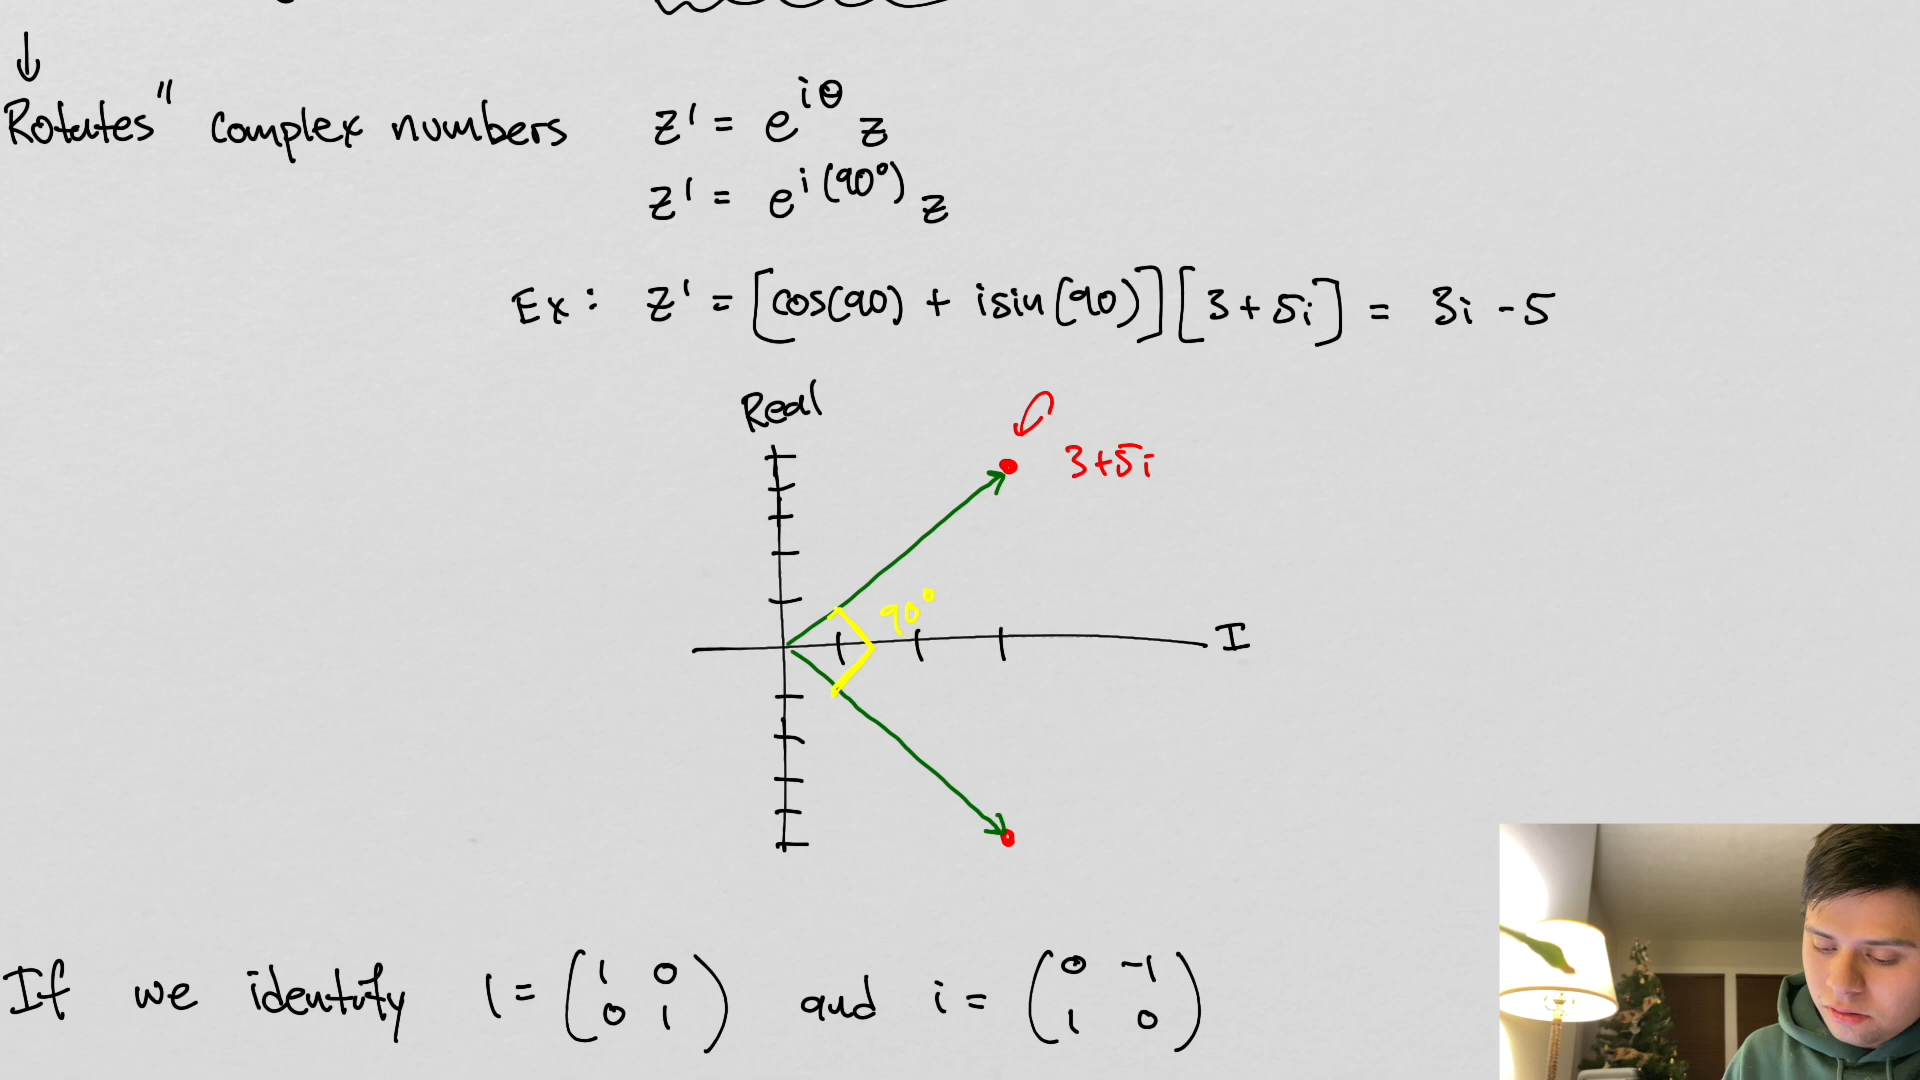 Rotates" complex numbers z' = e^{iθ} z
z' = e^{i(90°)} z
Ex: z' = [cos(90) + isin(90)][3+5i] = 3i - 5
Real
3+5i
90°
I
If we identify 1 = (1 0
0 1) and i = (0 -1
1 0)